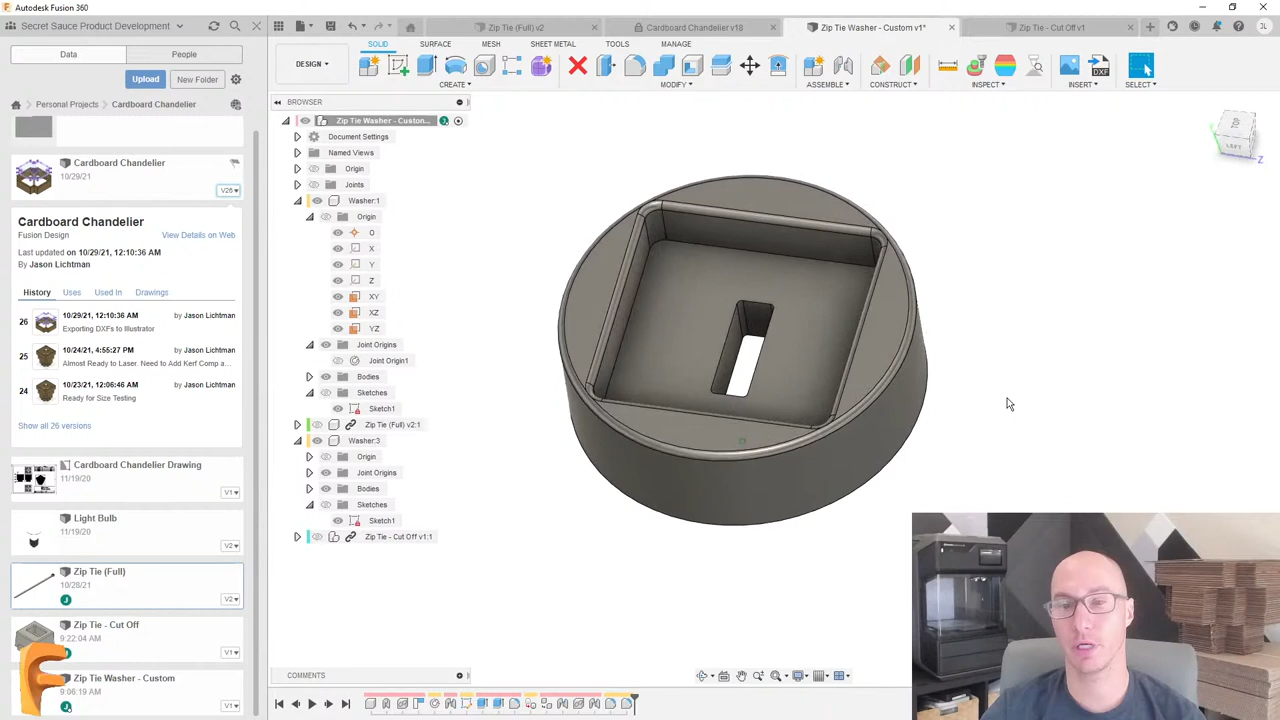 Autodesk Fusion 360
Secret Sauce Product Development
Zip Tie (Full) v2
Cardboard Chandelier v18
Zip Tie Washer - Custom v1*
Zip Tie - Cut Off v1
JL
Data
People
Upload
New Folder
Personal Projects
Cardboard Chandelier
DESIGN
SOLID
SURFACE
MESH
SHEET METAL
TOOLS
MANAGE
CREATE
MODIFY
ASSEMBLE
CONSTRUCT
INSPECT
INSERT
DXF
SELECT
Cardboard Chandelier
10/29/21
V26
Cardboard Chandelier
Fusion Design
View Details on Web
Last updated on 10/29/21, 12:10:36 AM
By Jason Lichtman
History
Uses
Used In
Drawings
26
10/29/21, 12:10:36 AM
by Jason Lichtman
Exporting DXFs to Illustrator
25
10/24/21, 4:55:27 PM
by Jason Lichtman
Almost Ready to Laser. Need to Add Kerf Comp a...
24
10/23/21, 12:06:46 AM
by Jason Lichtman
Ready for Size Testing
Show all 26 versions
Cardboard Chandelier Drawing
11/19/20
V1
Light Bulb
11/19/20
V2
Zip Tie (Full)
10/28/21
J
V2
Zip Tie - Cut Off
9:22:04 AM
V1
Zip Tie Washer - Custom
9:06:19 AM
J
V1
BROWSER
Zip Tie Washer - Custon...
Document Settings
Named Views
Origin
Joints
Washer:1
Origin
O
X
Y
Z
XY
XZ
YZ
Joint Origins
Joint Origin1
Bodies
Sketches
Sketch1
Zip Tie (Full) v2:1
Washer:3
Origin
Joint Origins
Bodies
Sketches
Sketch1
Zip Tie - Cut Off v1:1
TOP
LEFT
Z
COMMENTS